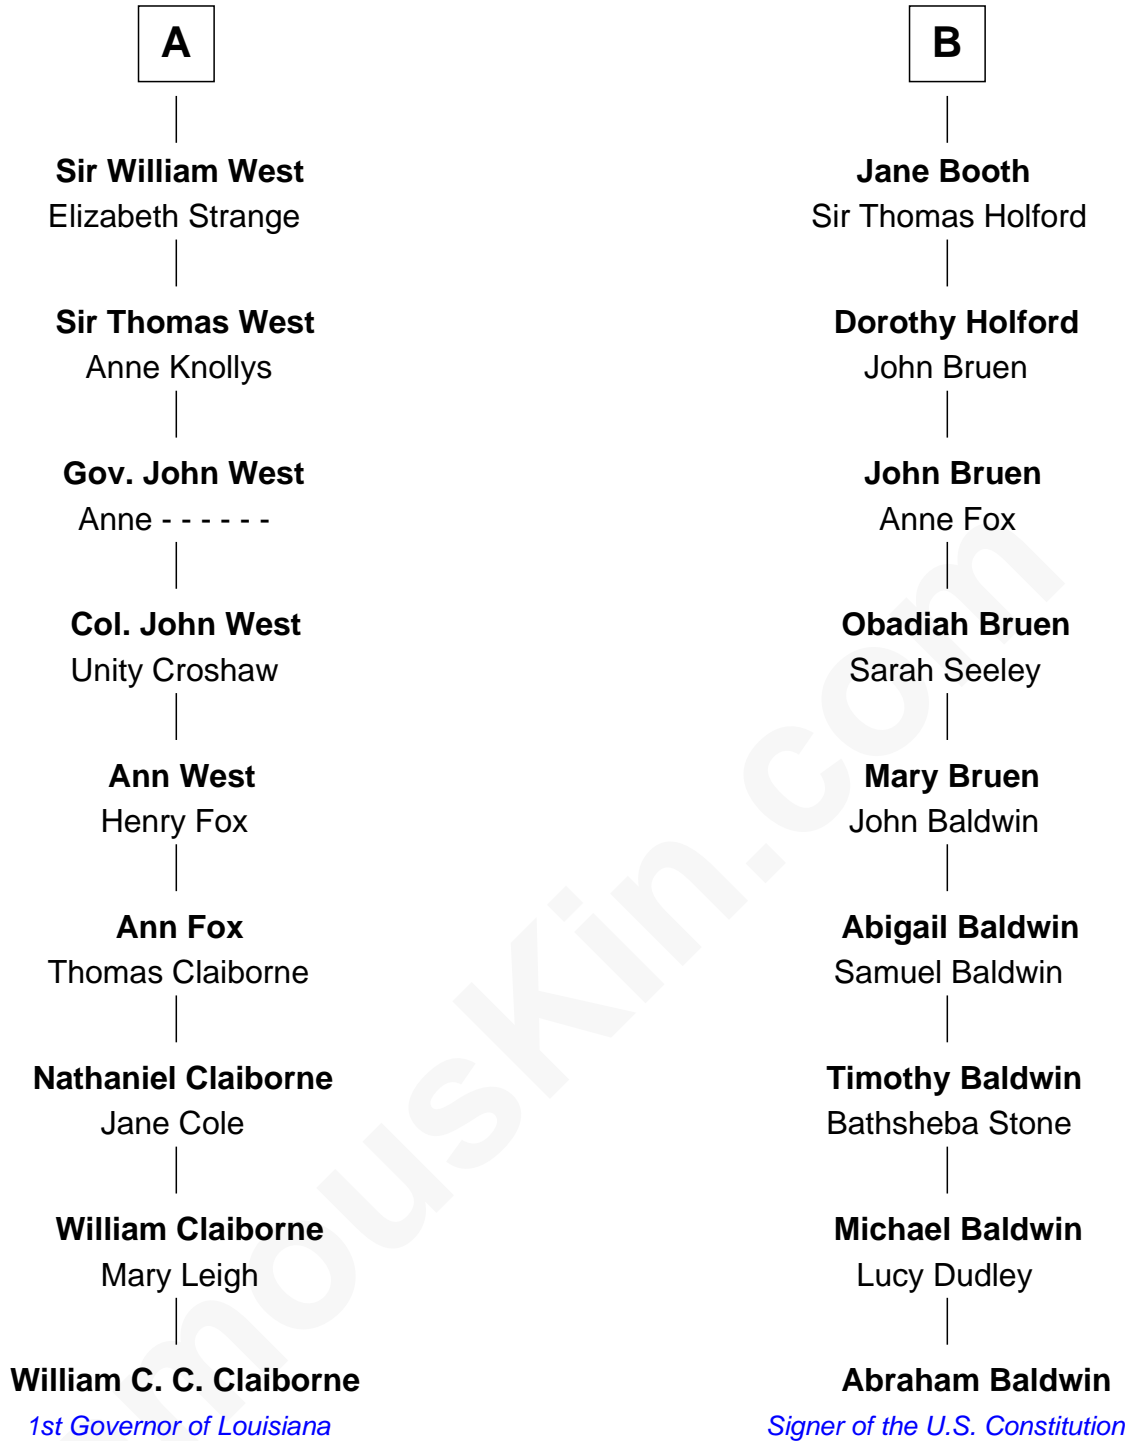 A
Sir William West
Elizabeth Strange
Sir Thomas West
Anne Knollys
Gov. John West
Anne - - - - - -
Col. John West
Unity Croshaw
Ann West
Henry Fox
Ann Fox
Thomas Claiborne
Nathaniel Claiborne
Jane Cole
William Claiborne
Mary Leigh
William C. C. Claiborne
1st Governor of Louisiana
B
Jane Booth
Sir Thomas Holford
Dorothy Holford
John Bruen
John Bruen
Anne Fox
Obadiah Bruen
Sarah Seeley
Mary Bruen
John Baldwin
Abigail Baldwin
Samuel Baldwin
Timothy Baldwin
Bathsheba Stone
Michael Baldwin
Lucy Dudley
Abraham Baldwin
Signer of the U.S. Constitution
mousKin.com